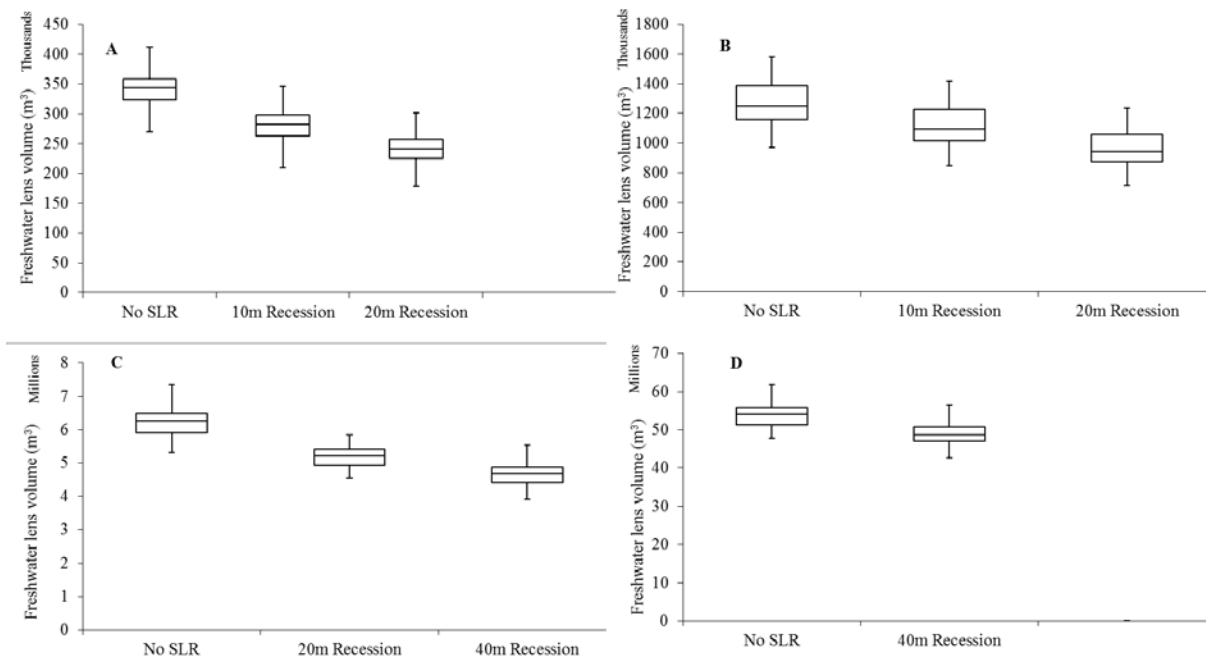 A
Thousands
Freshwater lens volume (m³)
450
400
350
300
250
200
150
100
50
0
No SLR 10m Recession 20m Recession
B
Thousands
Freshwater lens volume (m³)
1800
1600
1400
1200
1000
800
600
400
200
0
No SLR 10m Recession 20m Recession
C
Millions
Freshwater lens volume (m³)
8
7
6
5
4
3
2
1
0
No SLR 20m Recession 40m Recession
D
Millions
Freshwater lens volume (m³)
70
60
50
40
30
20
10
0
No SLR 40m Recession